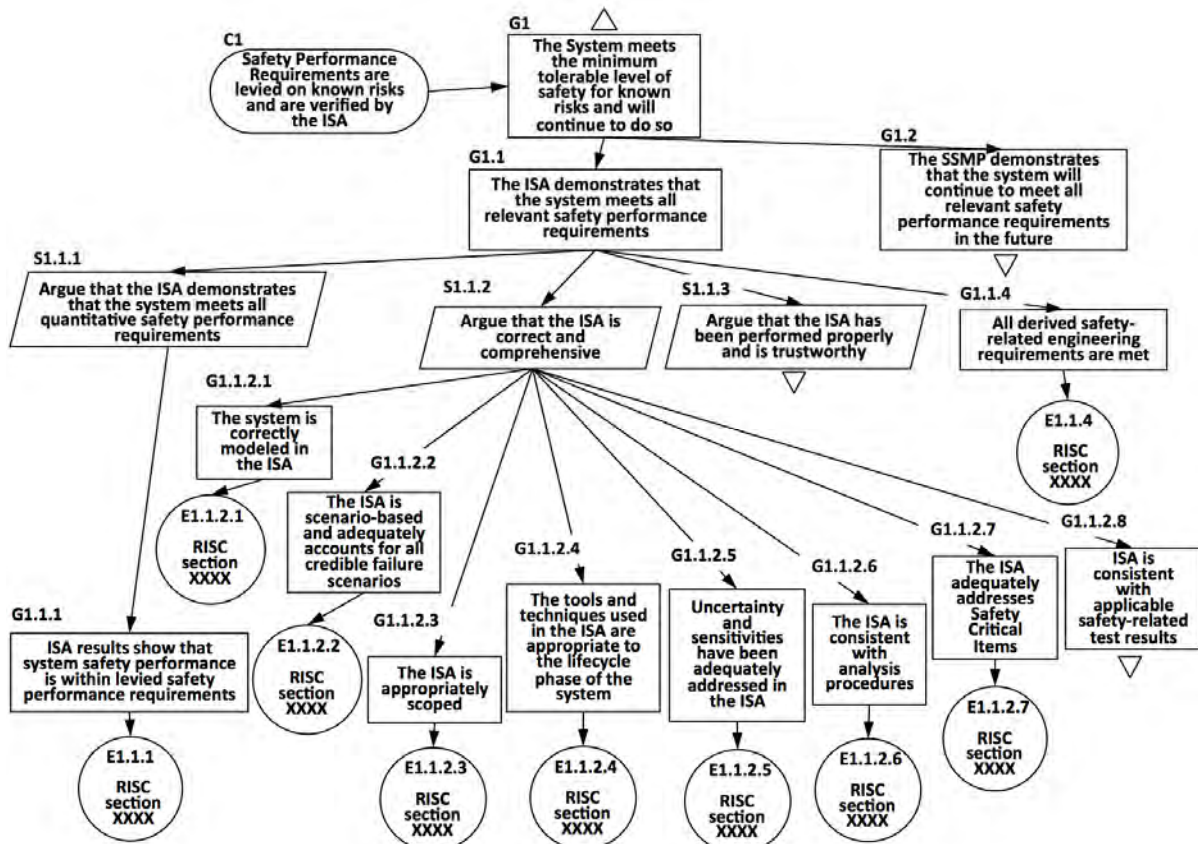 G1
The System meets
the minimum
tolerable level of
safety for known
risks and will
continue to do so
C1
Safety Performance
Requirements are
levied on known risks
and are verified by
the ISA
G1.1
The ISA demonstrates that
the system meets all
relevant safety performance
requirements
G1.2
The SSMP demonstrates
that the system will
continue to meet all
relevant safety
performance requirements
in the future
S1.1.1
Argue that the ISA demonstrates
that the system meets all
quantitative safety performance
requirements
S1.1.2
Argue that the ISA is
correct and
comprehensive
S1.1.3
Argue that the ISA has
been performed properly
and is trustworthy
G1.1.4
All derived safety-
related engineering
requirements are met
E1.1.4
RISC
section
XXXX
G1.1.2.1
The system is
correctly
modeled in
the ISA
E1.1.2.1
RISC
section
XXXX
G1.1.2.2
The ISA is
scenario-based
and adequately
accounts for all
credible failure
scenarios
E1.1.2.2
RISC
section
XXXX
G1.1.2.3
The ISA is
appropriately
scoped
E1.1.2.3
RISC
section
XXXX
G1.1.2.4
The tools and
techniques used
in the ISA are
appropriate to
the lifecycle
phase of the
system
E1.1.2.4
RISC
section
XXXX
G1.1.2.5
Uncertainty
and
sensitivities
have been
adequately
addressed in
the ISA
E1.1.2.5
RISC
section
XXXX
G1.1.2.6
The ISA is
consistent
with
analysis
procedures
E1.1.2.6
RISC
section
XXXX
G1.1.2.7
The ISA
adequately
addresses
Safety
Critical
Items
E1.1.2.7
RISC
section
XXXX
G1.1.2.8
ISA is
consistent
with
applicable
safety-related
test results
G1.1.1
ISA results show that
system safety performance
is within levied safety
performance requirements
E1.1.1
RISC
section
XXXX